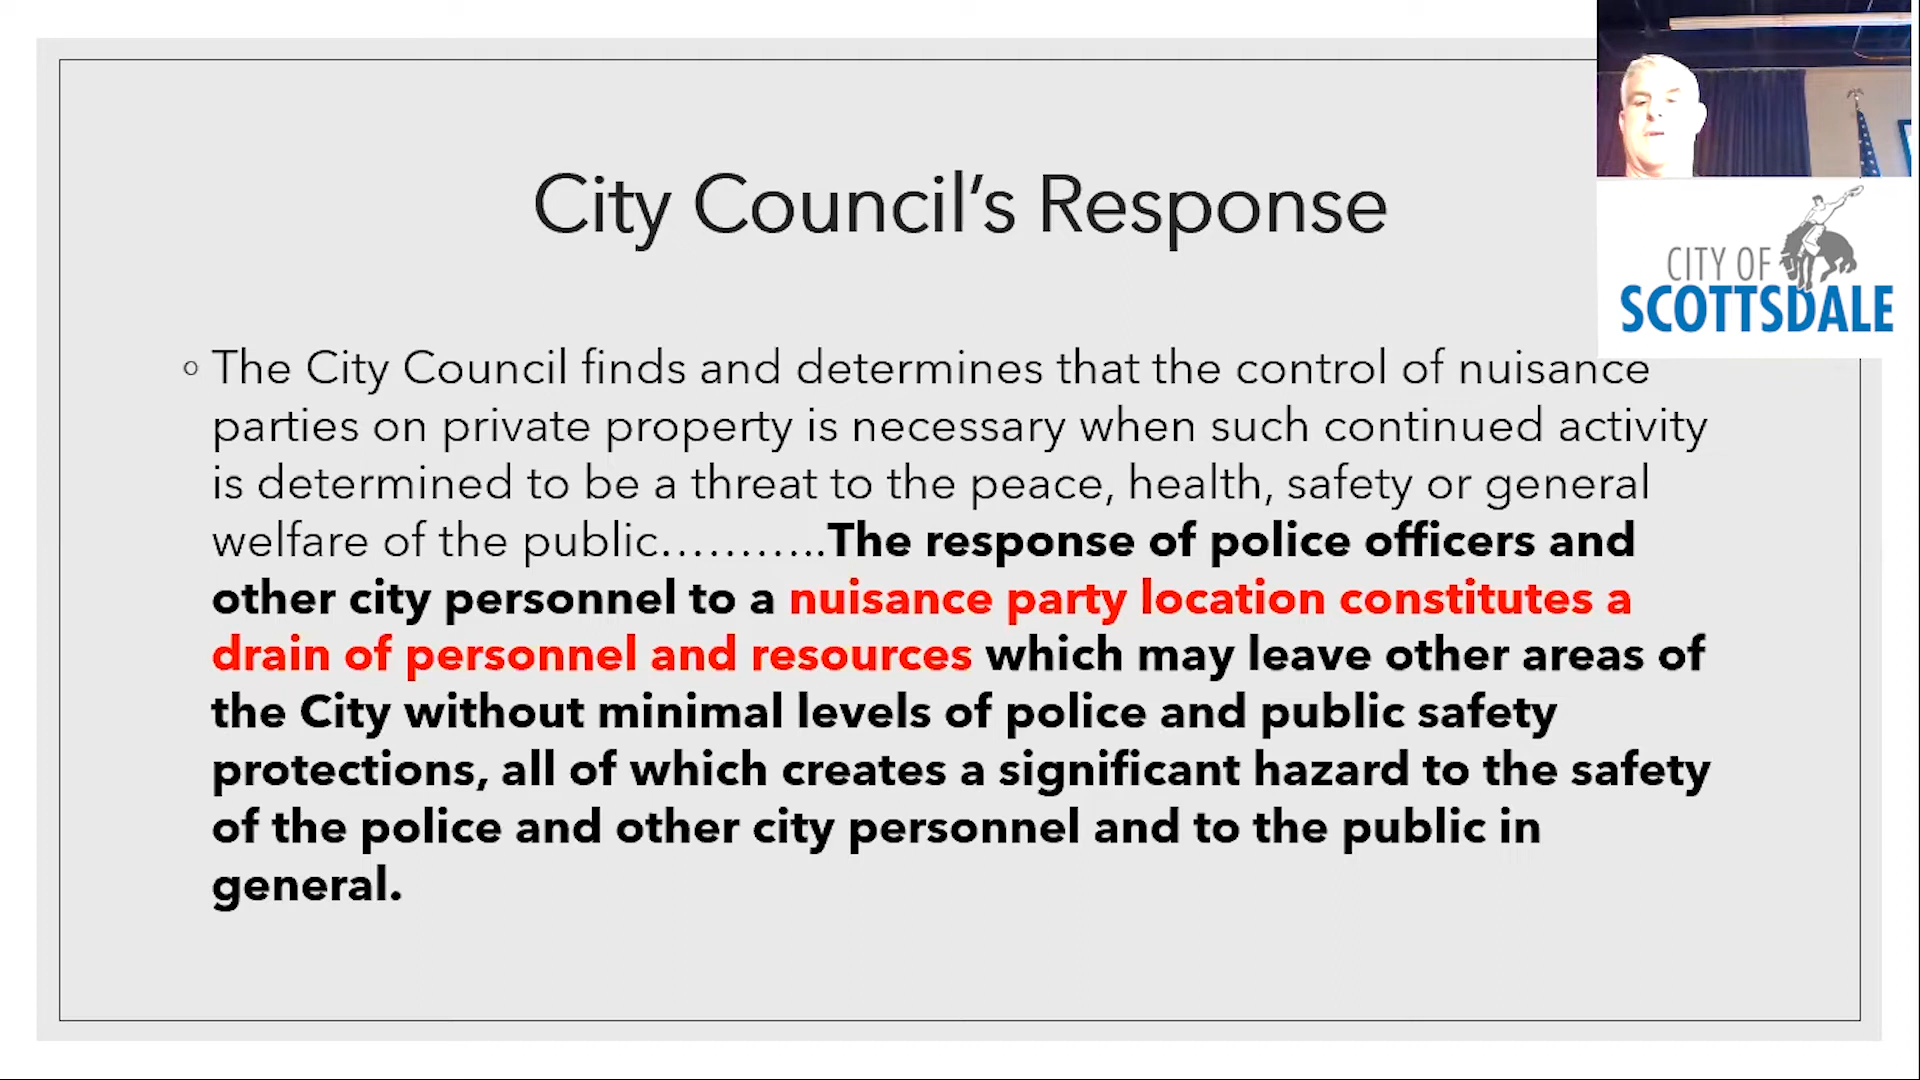 City Council’s Response
CITY OF
SCOTTSDALE
◦ The City Council finds and determines that the control of nuisance
parties on private property is necessary when such continued activity
is determined to be a threat to the peace, health, safety or general
welfare of the public………..The response of police officers and
other city personnel to a nuisance party location constitutes a
drain of personnel and resources which may leave other areas of
the City without minimal levels of police and public safety
protections, all of which creates a significant hazard to the safety
of the police and other city personnel and to the public in
general.